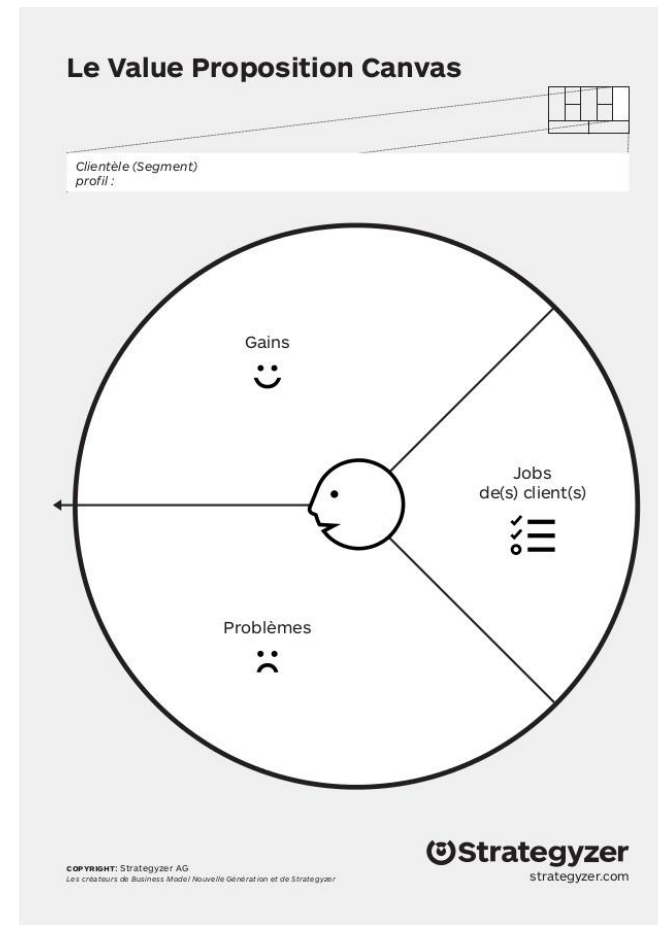 Le Value Proposition Canvas
Clientèle (Segment)
profil :
Gains
Jobs
de(s) client(s)
Problèmes
COPYRIGHT: Strategyzer AG
Les créateurs de Business Model Nouvelle Génération et de Strategyzer
Strategyzer
strategyzer.com